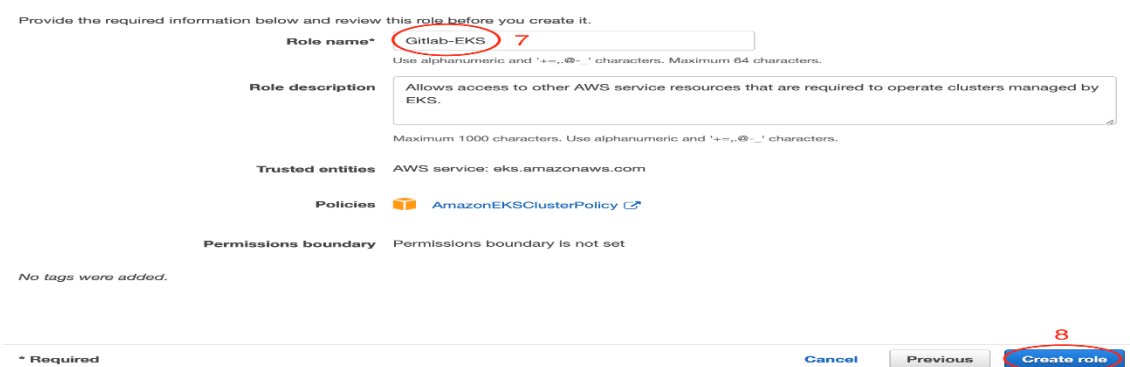 Provide the required information below and review this role before you create it.
Role name* Gitlab-EKS 7
Use alphanumeric and '+=,.@-_' characters. Maximum 64 characters.
Role description Allows access to other AWS service resources that are required to operate clusters managed by
EKS.
Maximum 1000 characters. Use alphanumeric and '+=,.@-_' characters.
Trusted entities AWS service: eks.amazonaws.com
Policies AmazonEKSClusterPolicy
Permissions boundary Permissions boundary is not set
No tags were added.
8
* Required Cancel Previous Create role